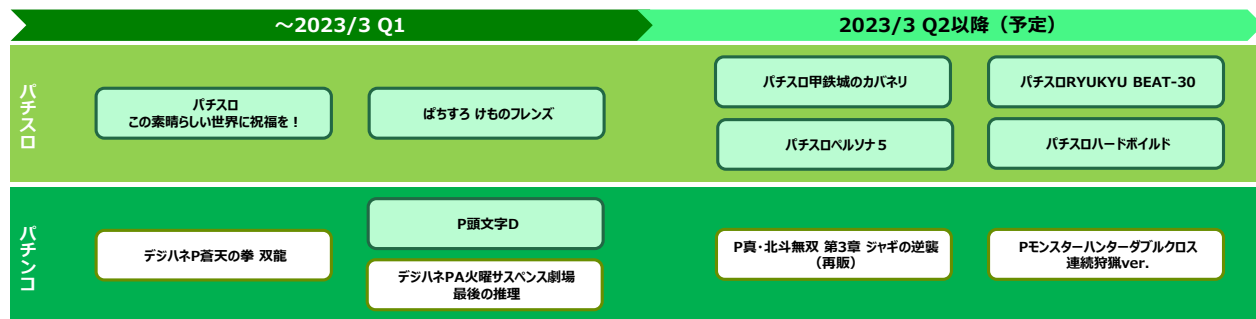 ～2023/3 Q1
2023/3 Q2以降（予定）
パチスロ
パチスロ
この素晴らしい世界に祝福を！
ぱちすろ けものフレンズ
パチスロ甲鉄城のカバネリ
パチスロRYUKYU BEAT-30
パチスロペルソナ５
パチスロハードボイルド
パチンコ
デジハネP蒼天の拳 双龍
P頭文字D
デジハネPA火曜サスペンス劇場
最後の推理
P真・北斗無双 第3章 ジャギの逆襲
（再販）
Pモンスターハンターダブルクロス
連続狩猟ver.